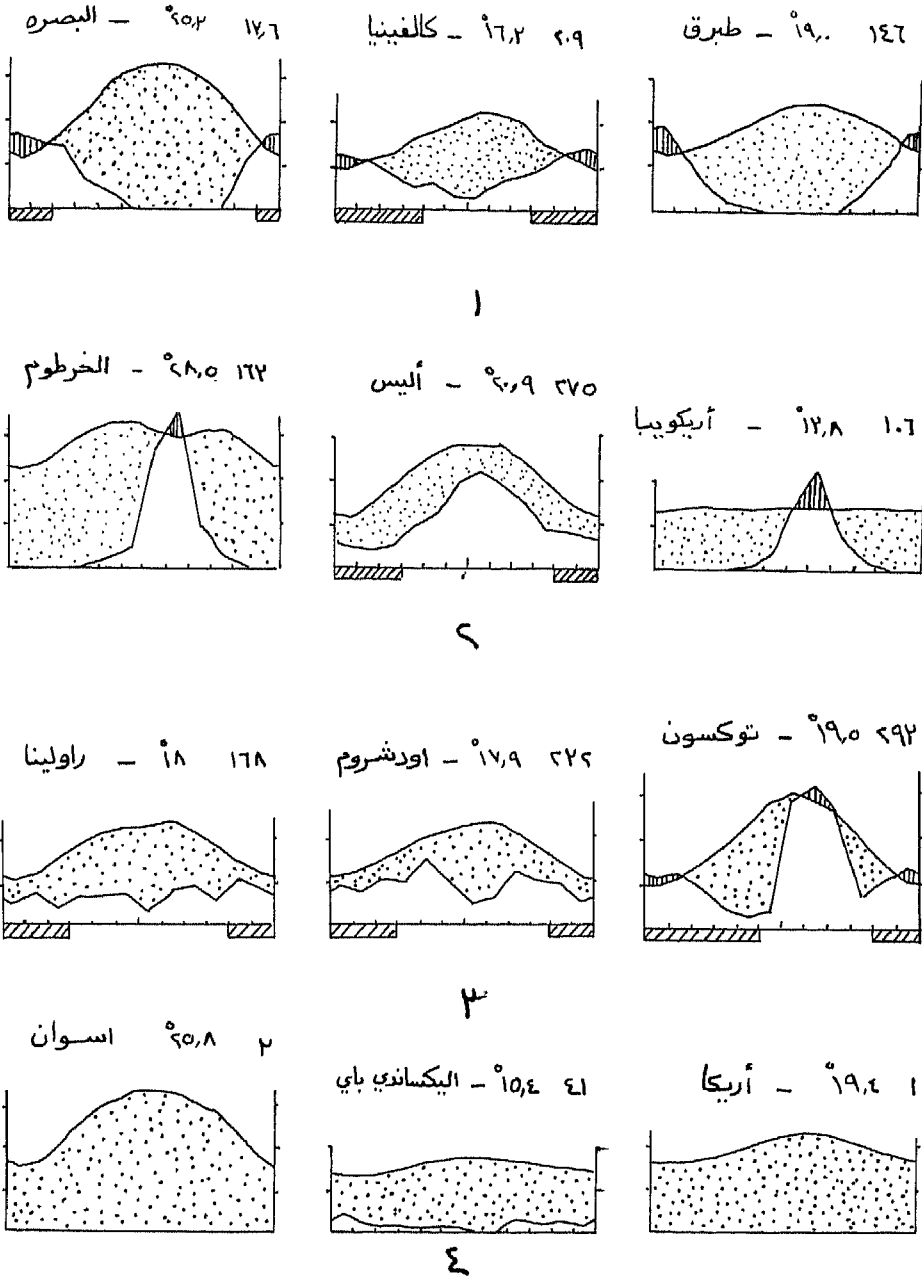 ١٤٦ ١٩٫٠° – طبرق
٢٠٩ ١٦٫٢° – كالفينيا
١٧٫٦ ٢٥٫٢° – البصره
١
١٠٦ ١٢٫٨° – أريكويبا
٢٧٥ ٢٠٫٩° – أليس
١٦٢ ٢٨٫٥° – الخرطوم
٢
٢٩٢ ١٩٫٥° – توكسون
٢٢٢ ١٧٫٩° – اودشروم
١٦٨ ١٨° – راولينا
٣
١ ١٩٫٤° – أريكا
٤١ ١٥٫٤° – اليكساندي باي
٢ ٢٥٫٨° اسوان
٤